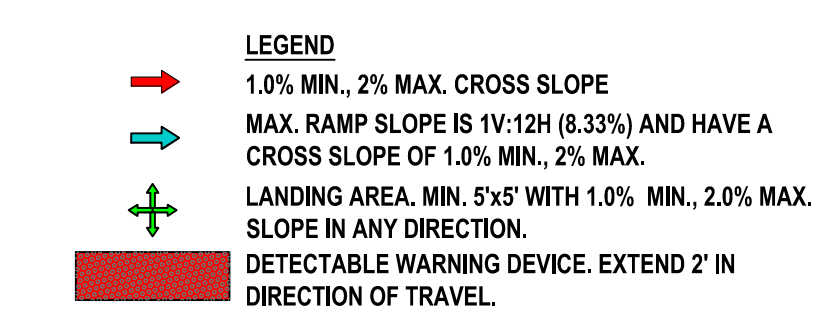 LEGEND
1.0% MIN., 2% MAX. CROSS SLOPE
MAX. RAMP SLOPE IS 1V:12H (8.33%) AND HAVE A
CROSS SLOPE OF 1.0% MIN., 2% MAX.
LANDING AREA. MIN. 5'x5' WITH 1.0% MIN., 2.0% MAX.
SLOPE IN ANY DIRECTION.
DETECTABLE WARNING DEVICE. EXTEND 2' IN
DIRECTION OF TRAVEL.